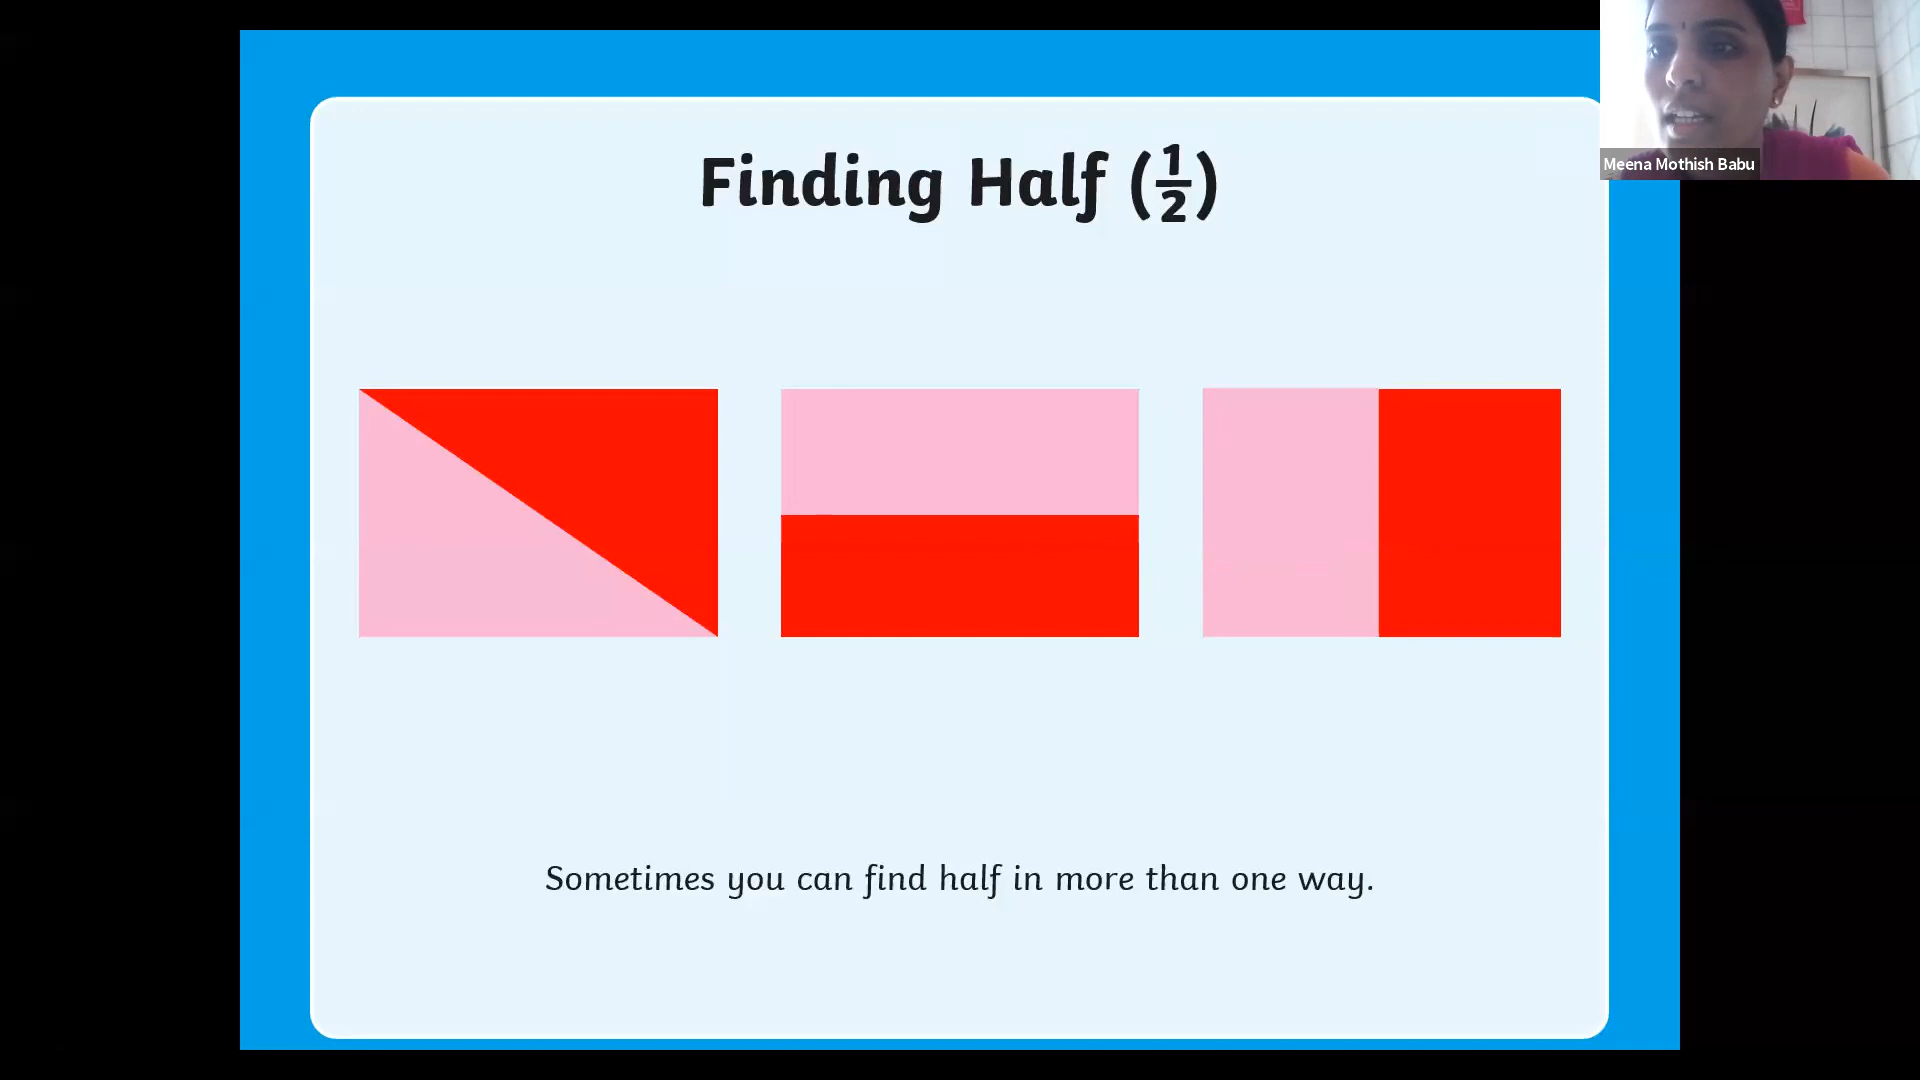 Finding Half (1/2)
Meena Mothish Babu
Sometimes you can find half in more than one way.